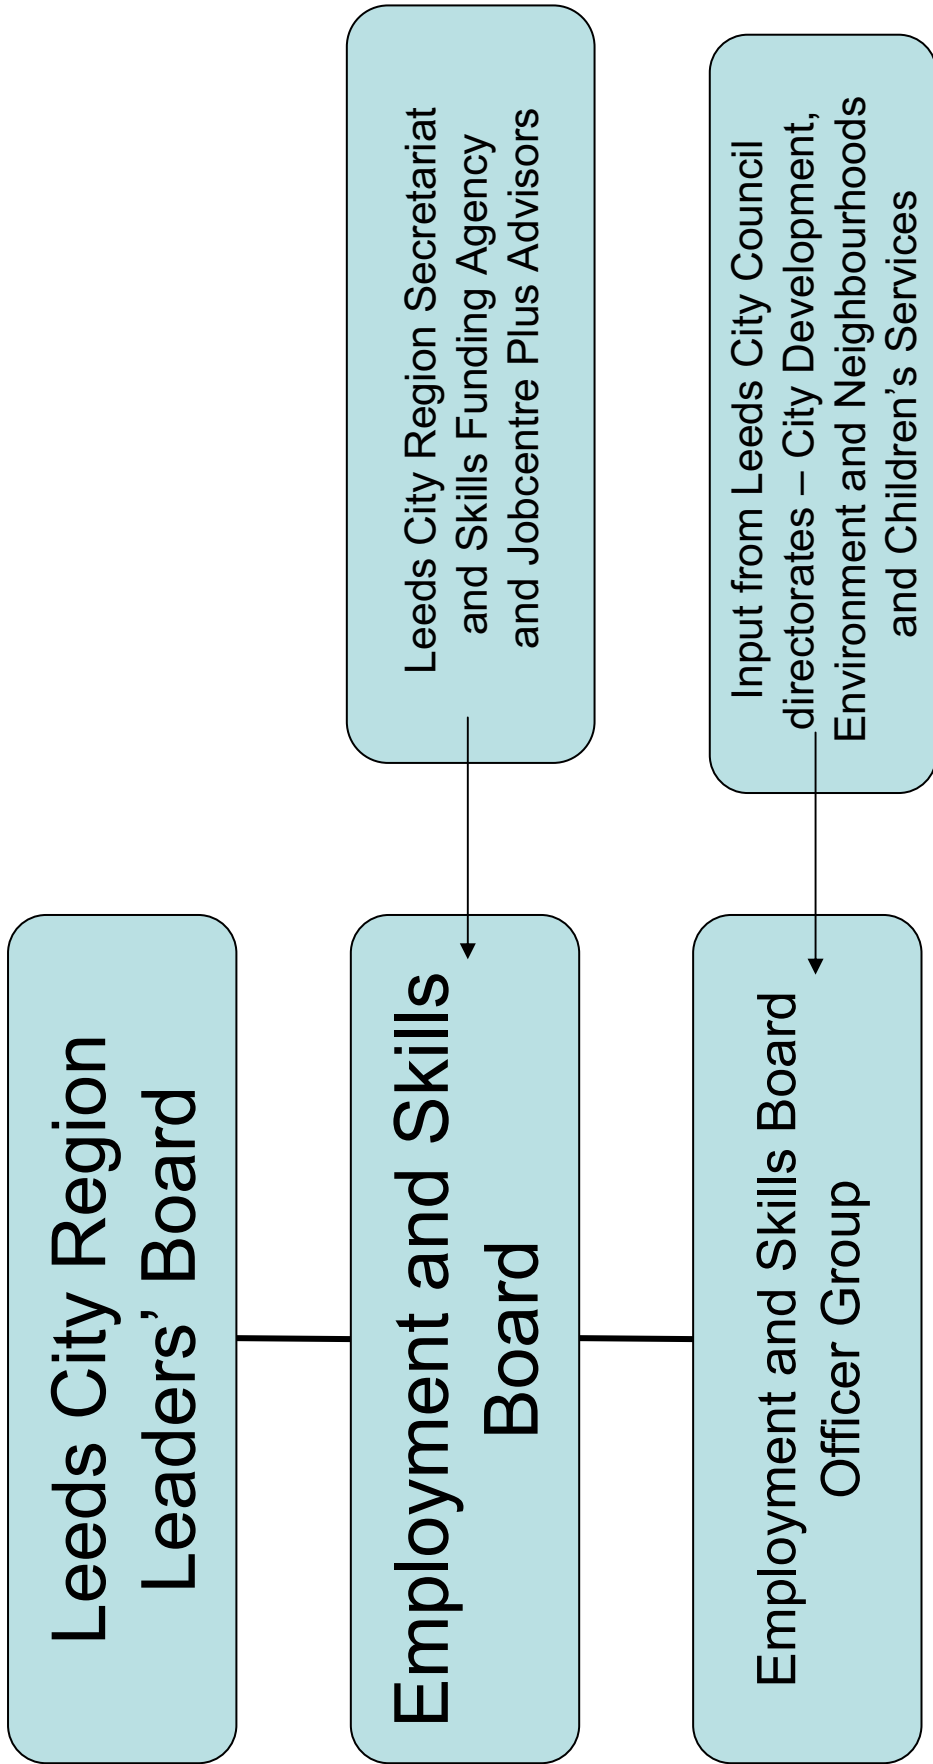 Leeds City Region
Leaders’ Board
Employment and Skills
Board
Leeds City Region Secretariat
and Skills Funding Agency
and Jobcentre Plus Advisors
Employment and Skills Board
Officer Group
Input from Leeds City Council
directorates – City Development,
Environment and Neighbourhoods
and Children’s Services